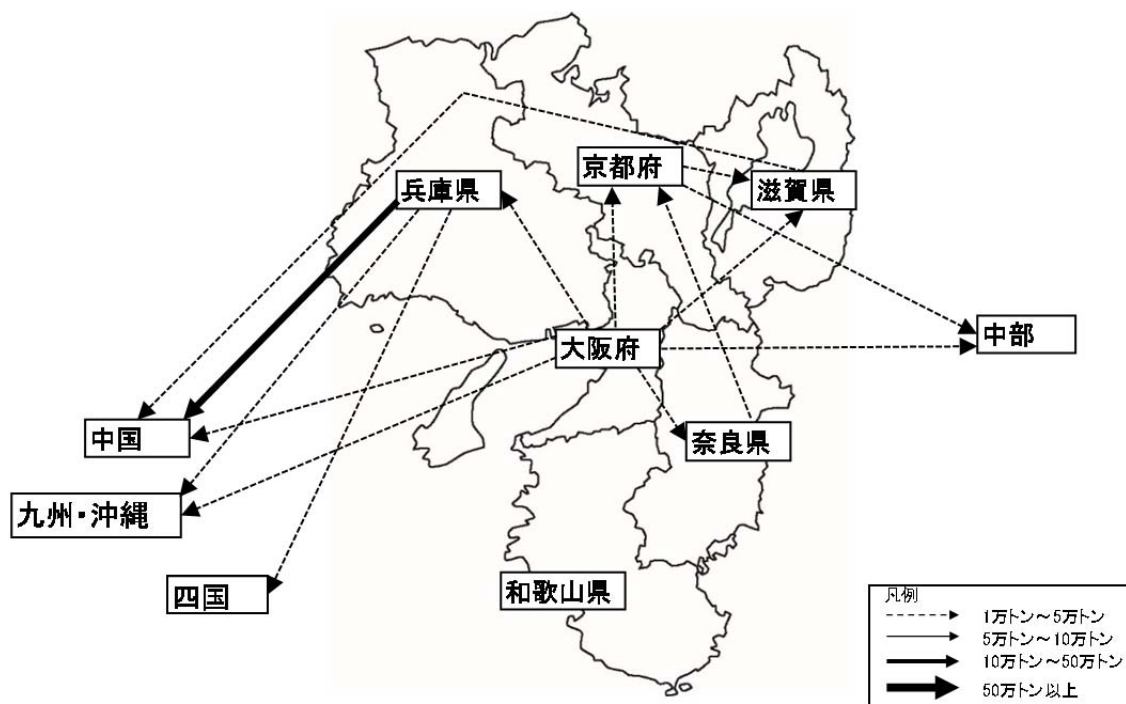 京都府
兵庫県
滋賀県
大阪府
中部
中国
奈良県
九州・沖縄
四国
和歌山県
凡例
1万トン～5万トン
5万トン～10万トン
10万トン～50万トン
50万トン以上